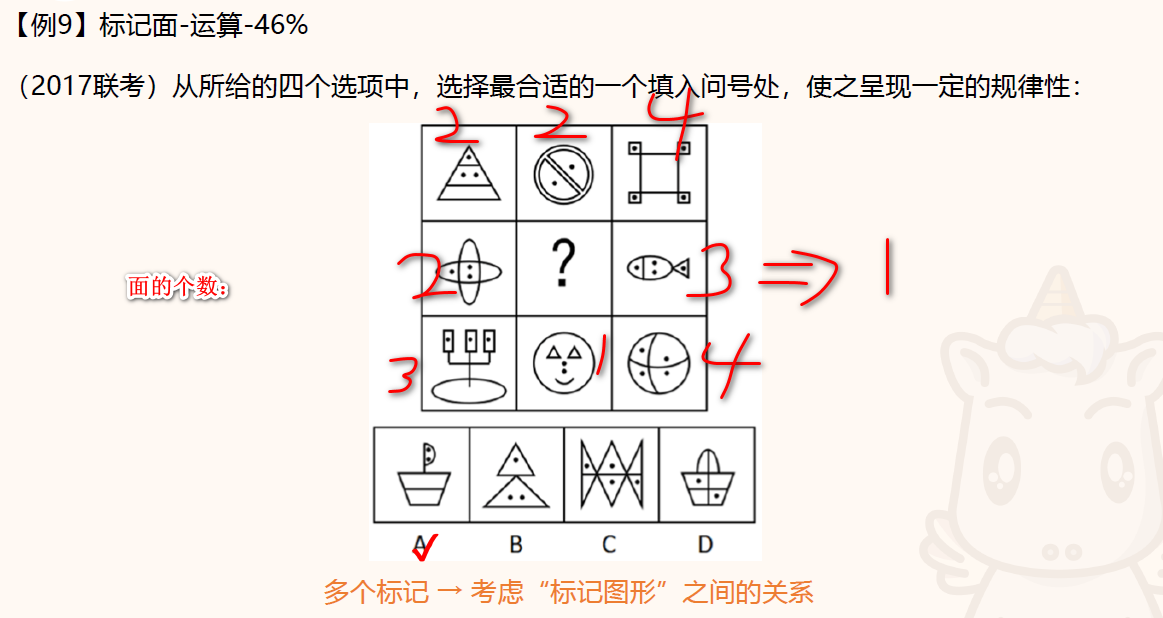 【例9】标记面-运算-46%
（2017联考）从所给的四个选项中，选择最合适的一个填入问号处，使之呈现一定的规律性：
2 2 4
面的个数：
2 ? 3 ⇒ 1
3 1 4
A B C D
多个标记 → 考虑“标记图形”之间的关系